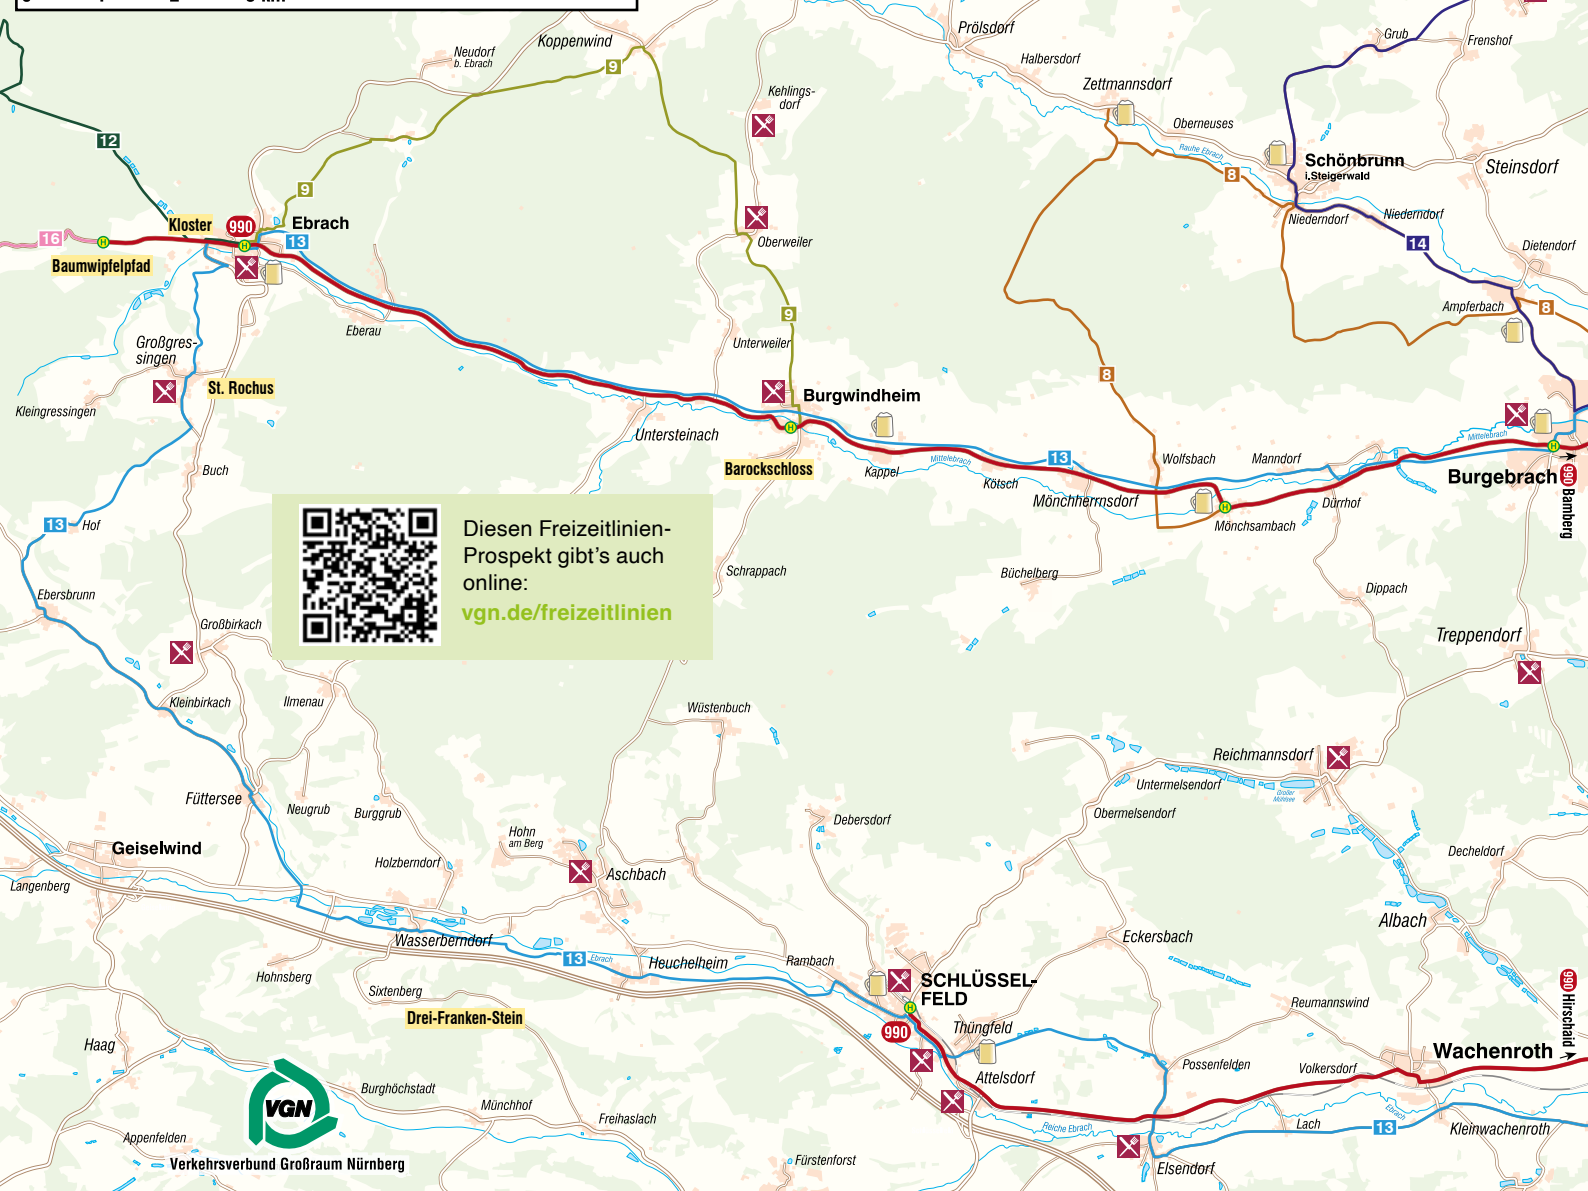 Prölsdorf
Grub
Frenshof
Koppenwind
Neudorf
b. Ebrach
Halbersdorf
9
Zettmannsdorf
Kehlings-
dorf
Oberneuses
12
Rauhe Ebrach
Schönbrunn
i.Steigerwald
Steinsdorf
8
9
Kloster
990
Ebrach
Niederndorf
Niederndorf
16
H
H
13
Oberweiler
14
Dietendorf
Baumwipfelpfad
Ampferbach
8
9
Eberau
Großgres-
singen
Unterweiler
8
St. Rochus
Kleingressingen
Burgwindheim
H
Untersteinach
Mittelebrach
H
Barockschloss
Kappel
Mittelebrach
13
Wolfsbach
Manndorf
Buch
Kötsch
Burgebrach
990 Bamberg
Mönchherrnsdorf
H
Dürrhof
13
Hof
Mönchsambach
Diesen Freizeitlinien-
Prospekt gibt's auch
online:
vgn.de/freizeitlinien
Schrappach
Büchelberg
Dippach
Ebersbrunn
Großbirkach
Treppendorf
Kleinbirkach
Ilmenau
Wüstenbuch
Reichmannsdorf
Untermelsendorf
Füttersee
Neugrub
Burggrub
Debersdorf
Obermelsendorf
Hohn
am Berg
Geiselwind
Holzberndorf
Decheldorf
Langenberg
Aschbach
Albach
Wasserberndorf
Eckersbach
13
Ebrach
Heuchelheim
Rambach
Hohnsberg
SCHLÜSSEL-
FELD
Sixtenberg
H
Reumannswind
990 Hirschaid
Drei-Franken-Stein
990
Thüngfeld
Haag
Wachenroth
Possenfelden
Volkersdorf
Attelsdorf
Burghöchstadt
VGN
Münchhof
Freihaslach
Ebrach
Reiche Ebrach
Lach
13
Kleinwachenroth
Appenfelden
Verkehrsverbund Großraum Nürnberg
Fürstenforst
Elsendorf